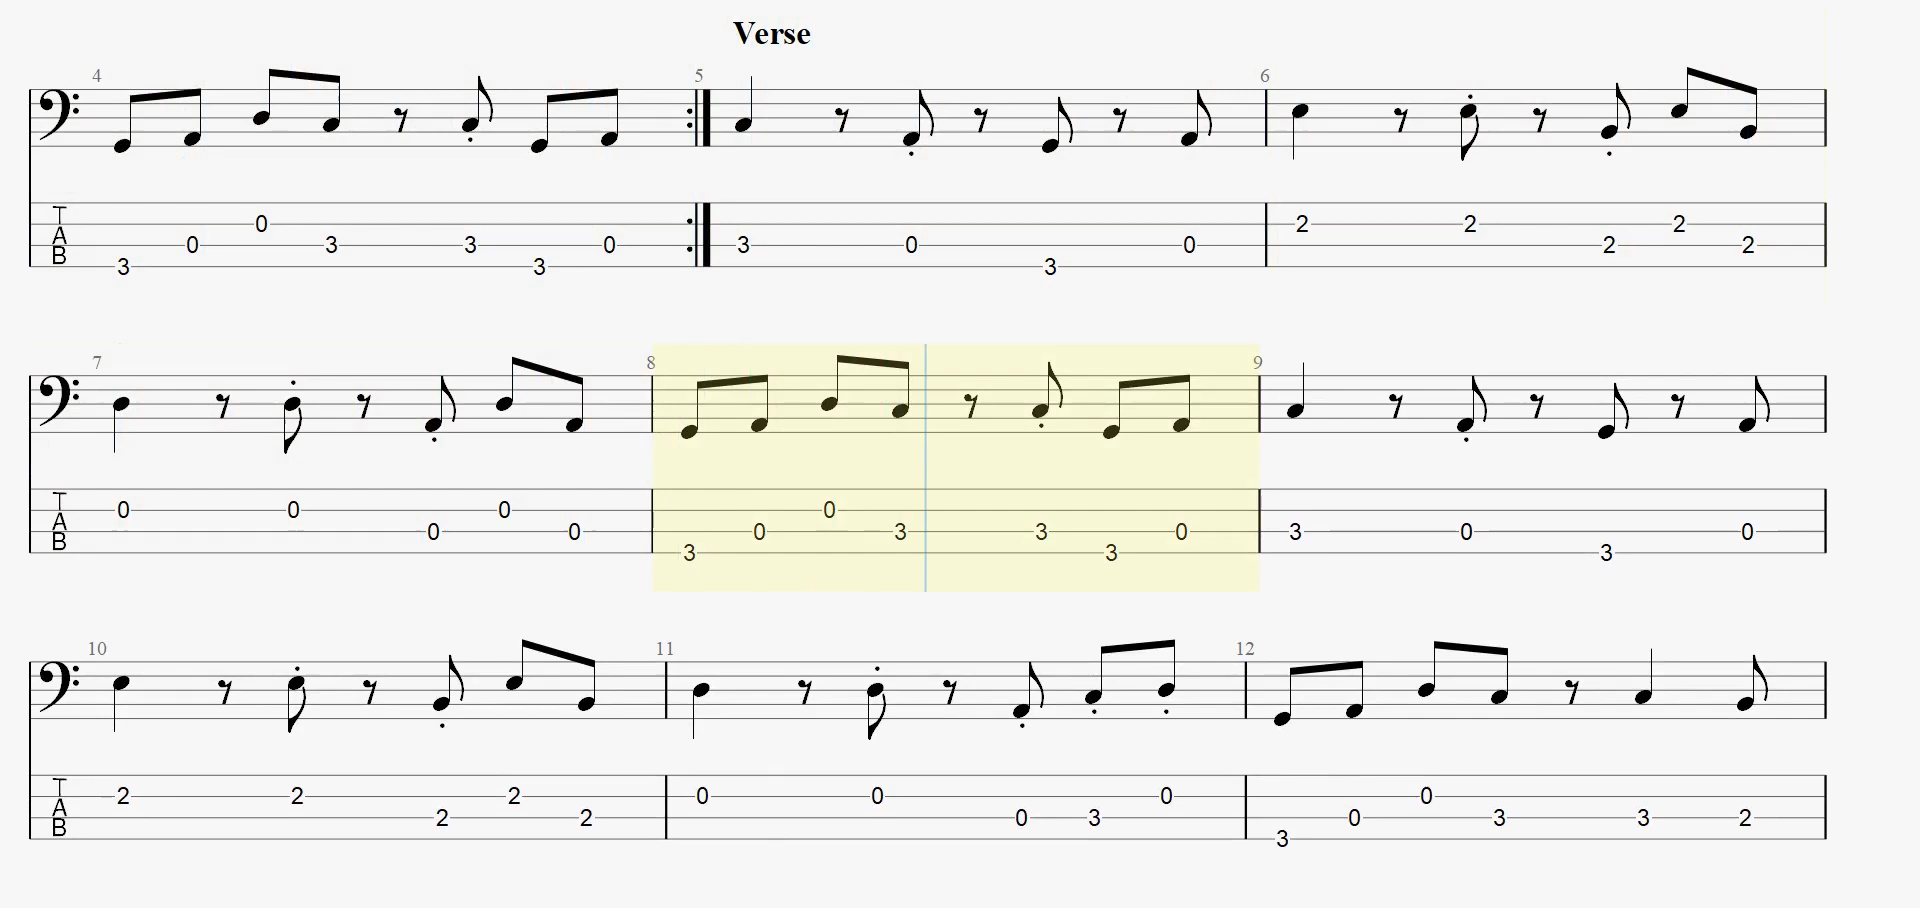 Verse
4 5 6
T
A
B
0 2 2 2
0 3 3 0 3 0 0 2 2
3 3 3
7 8 9
T
A
B
0 0 0 0
0 0 0 3 3 0 3 0 0
3 3 3
10 11 12
T
A
B
2 2 2 0 0 0 0
2 2 0 3 0 3 3 2
3